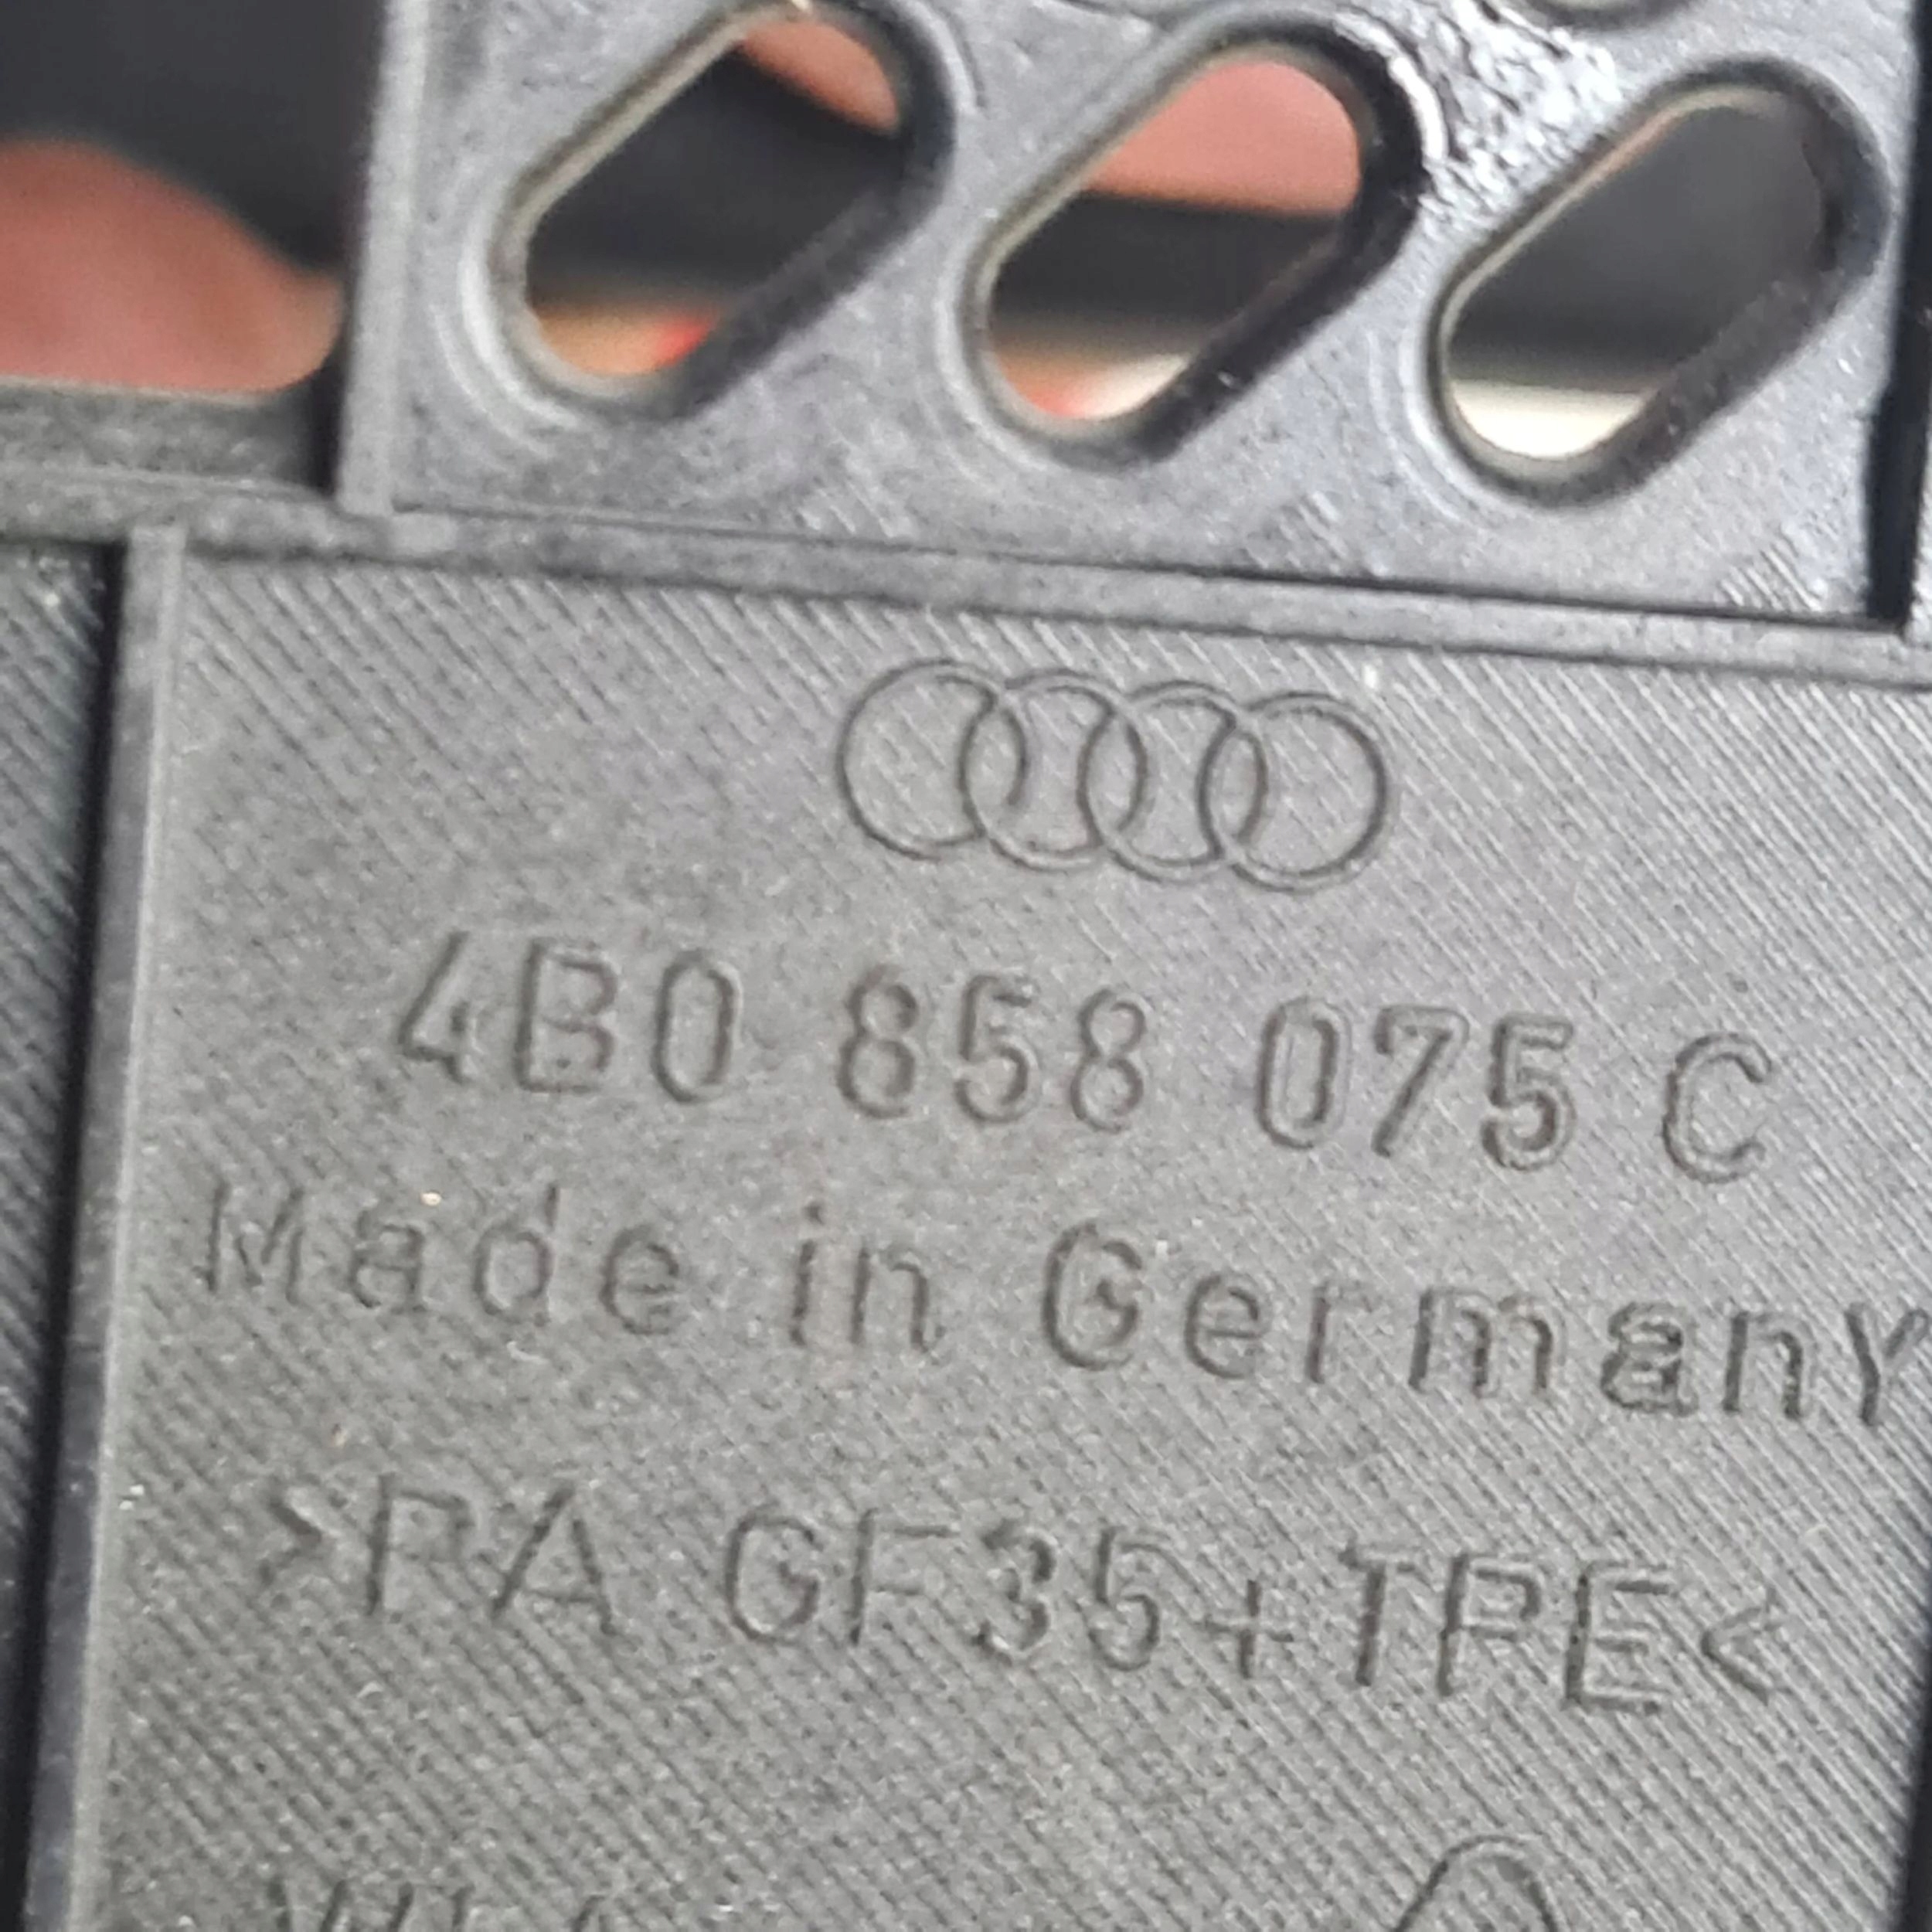 4B0 858 075 C
Made in Germany
>PA GF35+TPE<